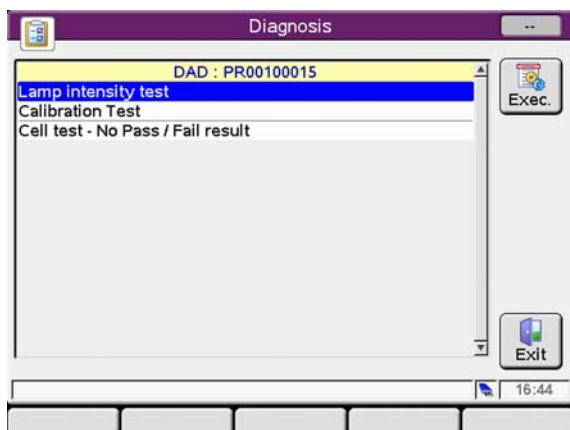 Diagnosis
--
DAD : PR00100015
Lamp intensity test
Calibration Test
Cell test - No Pass / Fail result
Exec.
Exit
16:44